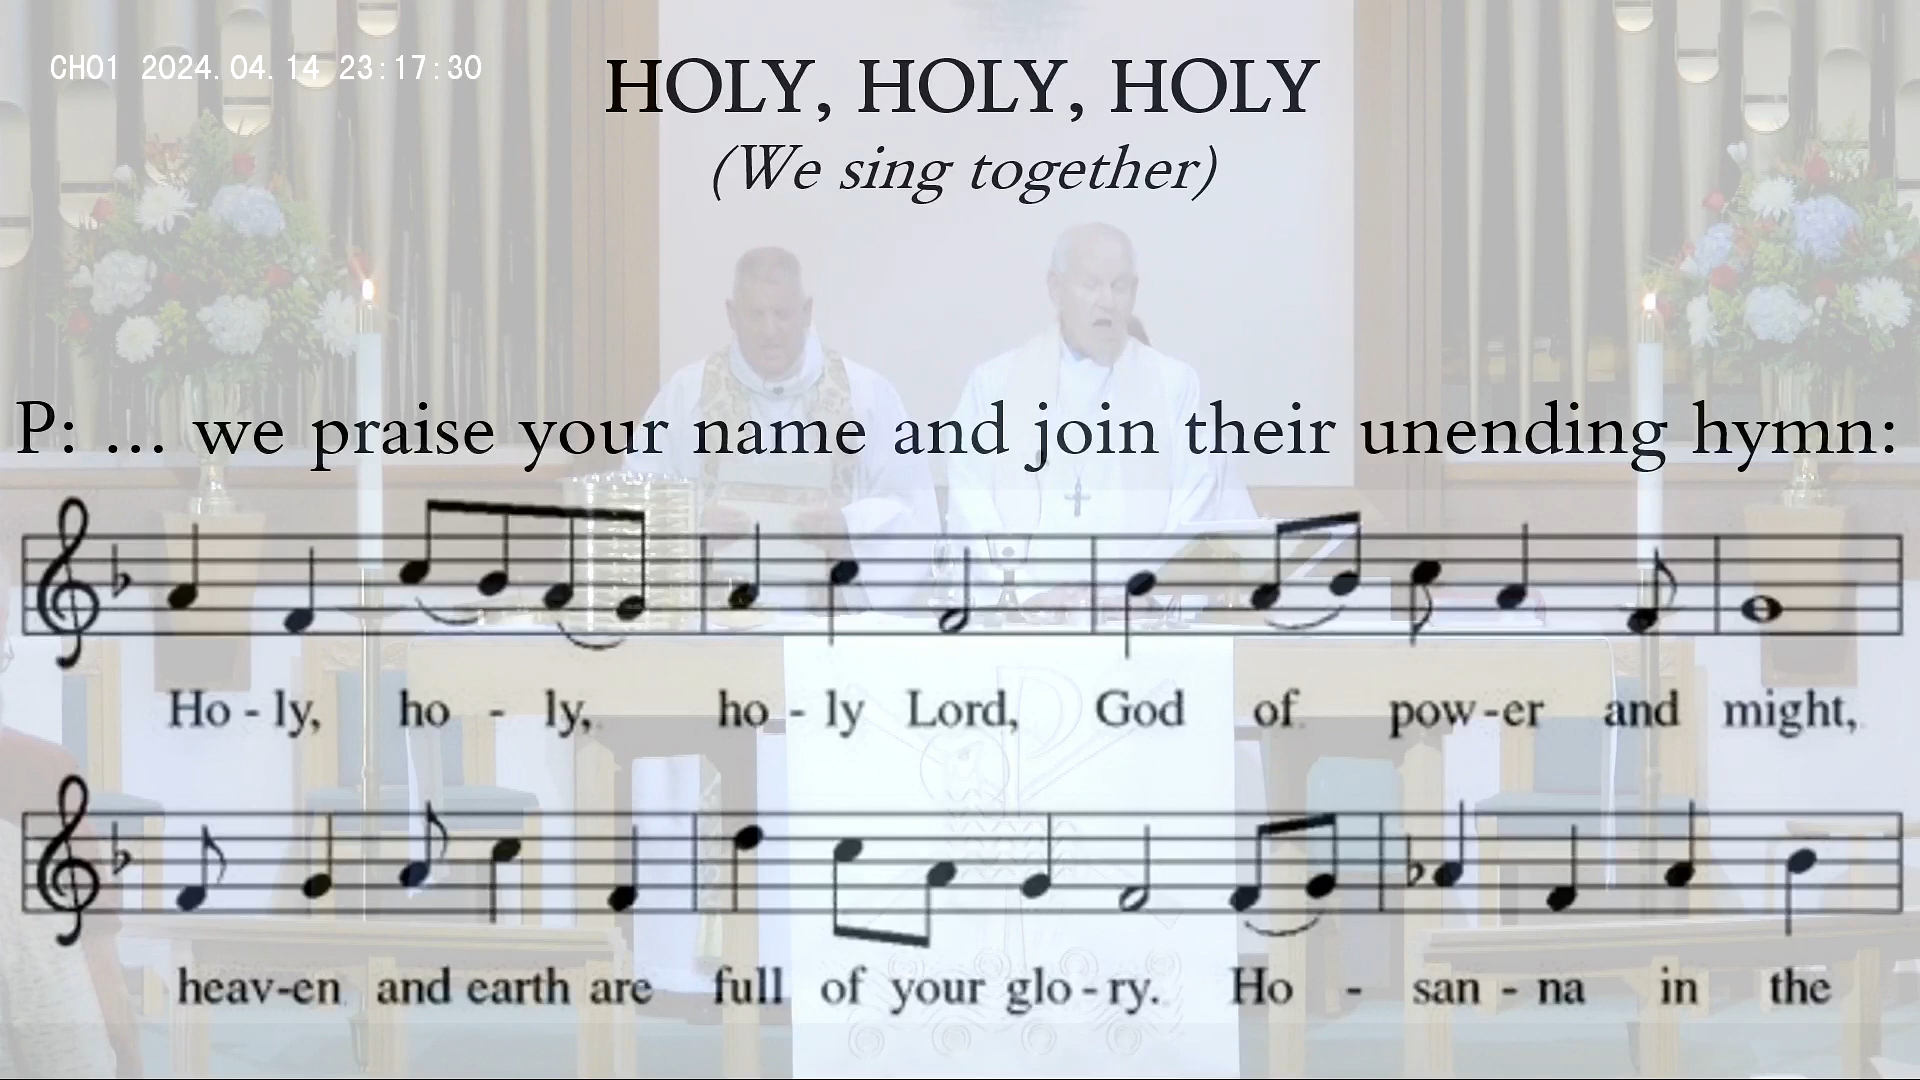 CH01 2024.04.14 23:17:30
HOLY, HOLY, HOLY
(We sing together)
P: ... we praise your name and join their unending hymn:
Ho - ly, ho - ly, ho - ly Lord, God of pow - er and might,
heav-en and earth are full of your glo - ry. Ho - san - na in the